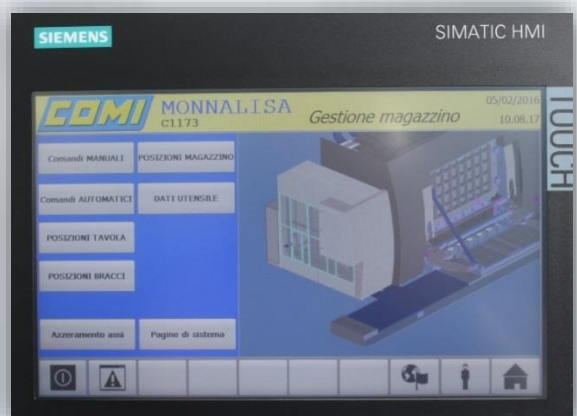 SIEMENS
SIMATIC HMI
TOUCH
COMI
MONNALISA
C1173
Gestione magazzino
05/02/2016
10.08.17
Comandi MANUALI
POSIZIONI MAGAZZINO
Comandi AUTOMATICI
DATI UTENSILE
POSIZIONI TAVOLA
POSIZIONI BRACCI
Azzeramento assi
Pagine di sistema